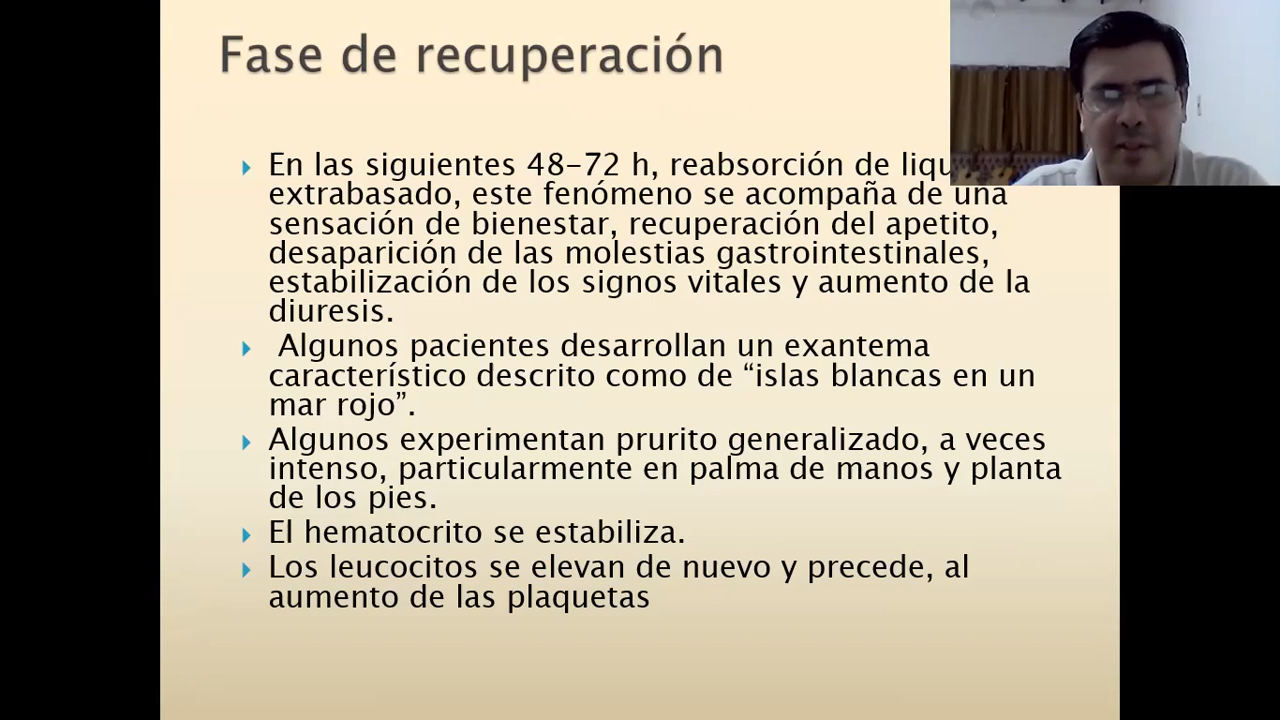 Fase de recuperación
En las siguientes 48-72 h, reabsorción de
extrabasado, este fenómeno se acompaña de una
sensación de bienestar, recuperación del apetito,
desaparición de las molestias gastrointestinales,
estabilización de los signos vitales y aumento de la
diuresis.
Algunos pacientes desarrollan un exantema
característico descrito como de “islas blancas en un
mar rojo”.
Algunos experimentan prurito generalizado, a veces
intenso, particularmente en palma de manos y planta
de los pies.
El hematocrito se estabiliza.
Los leucocitos se elevan de nuevo y precede, al
aumento de las plaquetas